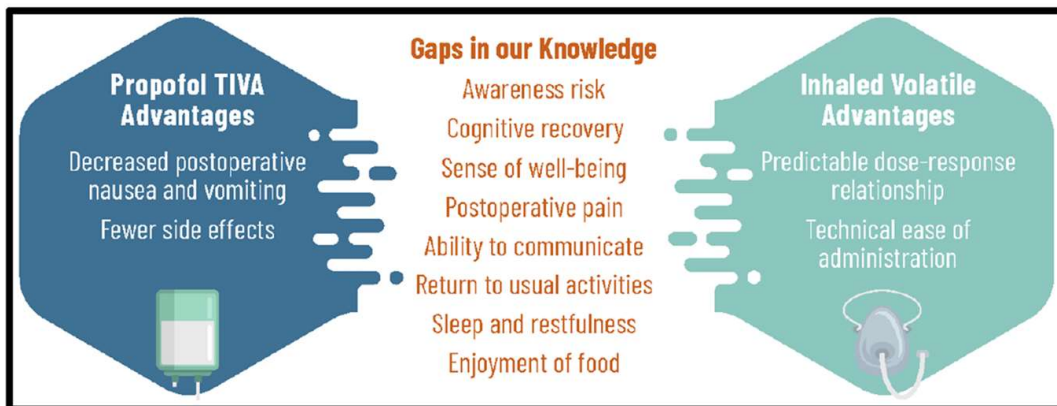 Propofol TIVA
Advantages
Decreased postoperative
nausea and vomiting
Fewer side effects
Gaps in our Knowledge
Awareness risk
Cognitive recovery
Sense of well-being
Postoperative pain
Ability to communicate
Return to usual activities
Sleep and restfulness
Enjoyment of food
Inhaled Volatile
Advantages
Predictable dose-response
relationship
Technical ease of
administration